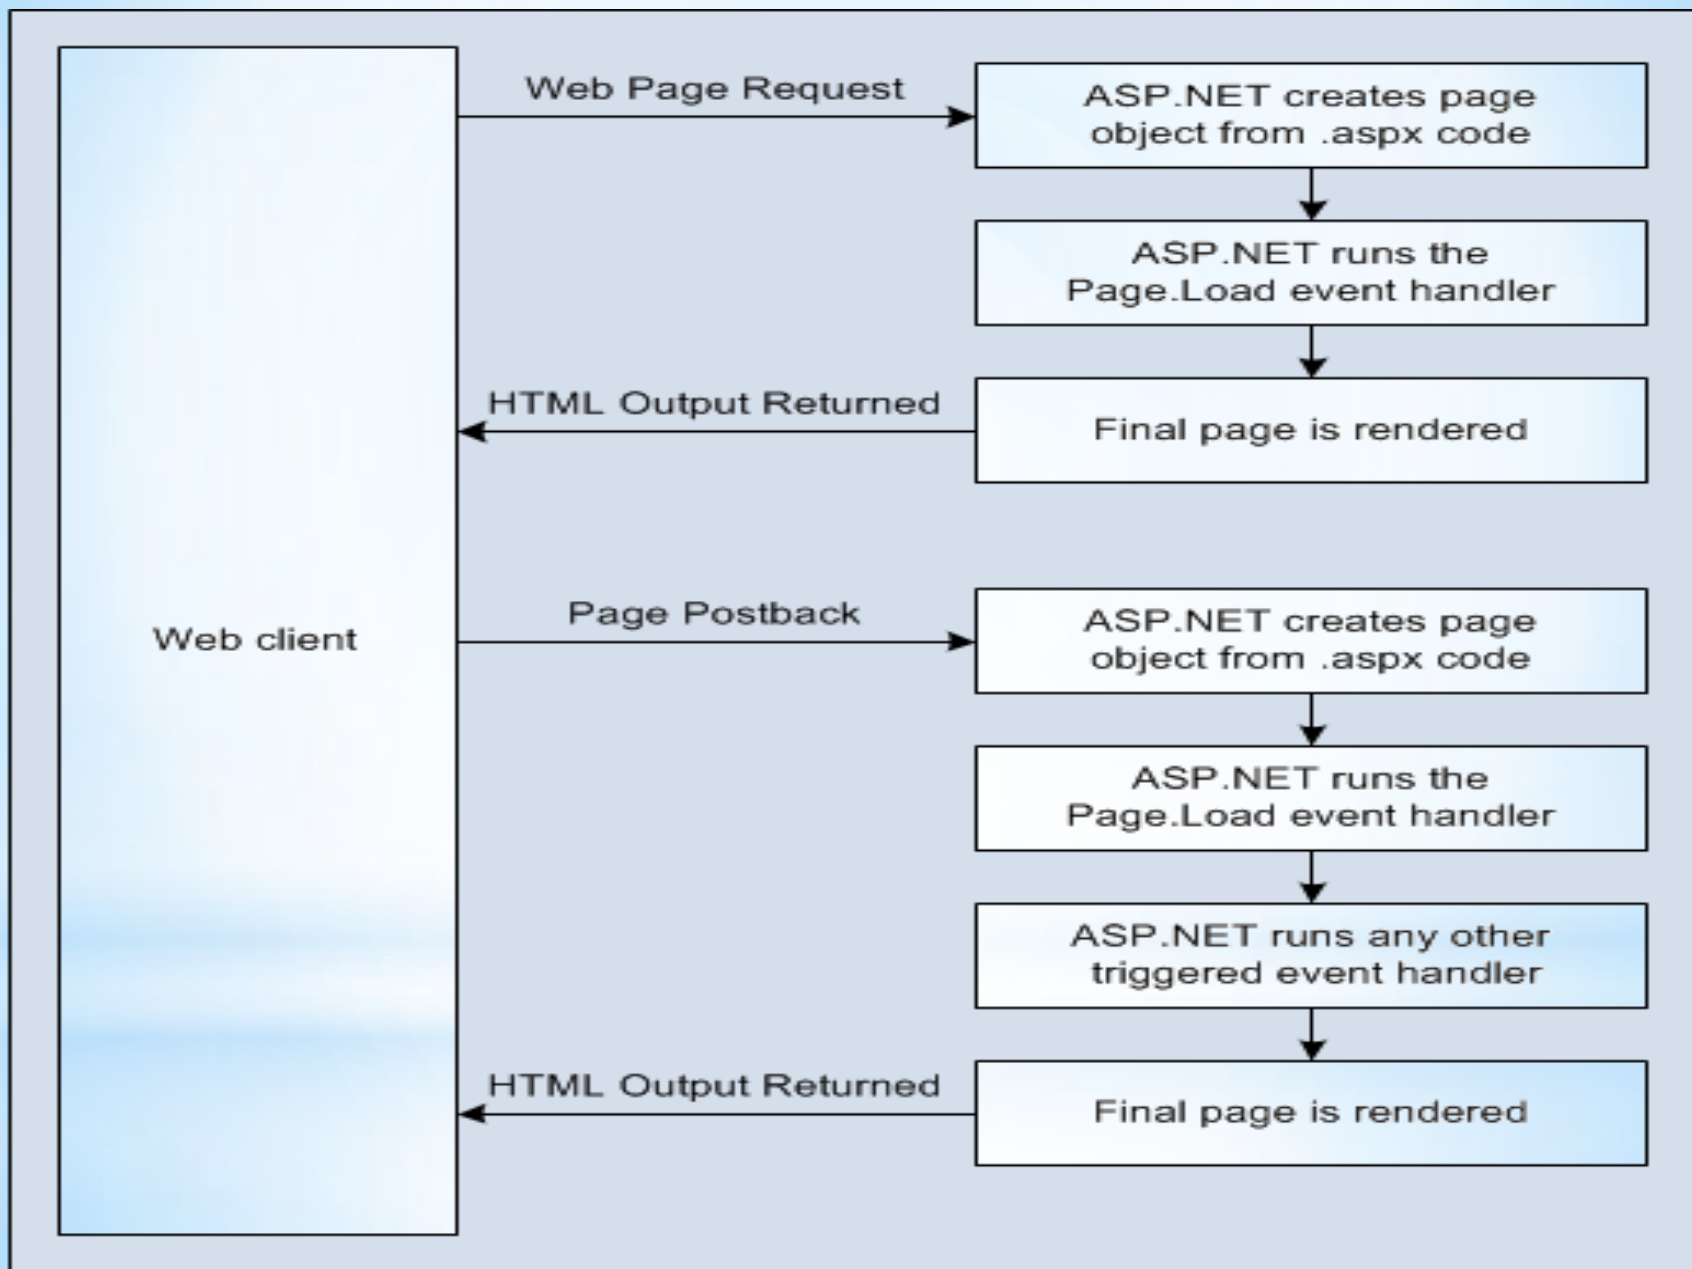 Web Page Request
ASP.NET creates page
object from .aspx code
ASP.NET runs the
Page.Load event handler
HTML Output Returned
Final page is rendered
Web client
Page Postback
ASP.NET creates page
object from .aspx code
ASP.NET runs the
Page.Load event handler
ASP.NET runs any other
triggered event handler
HTML Output Returned
Final page is rendered